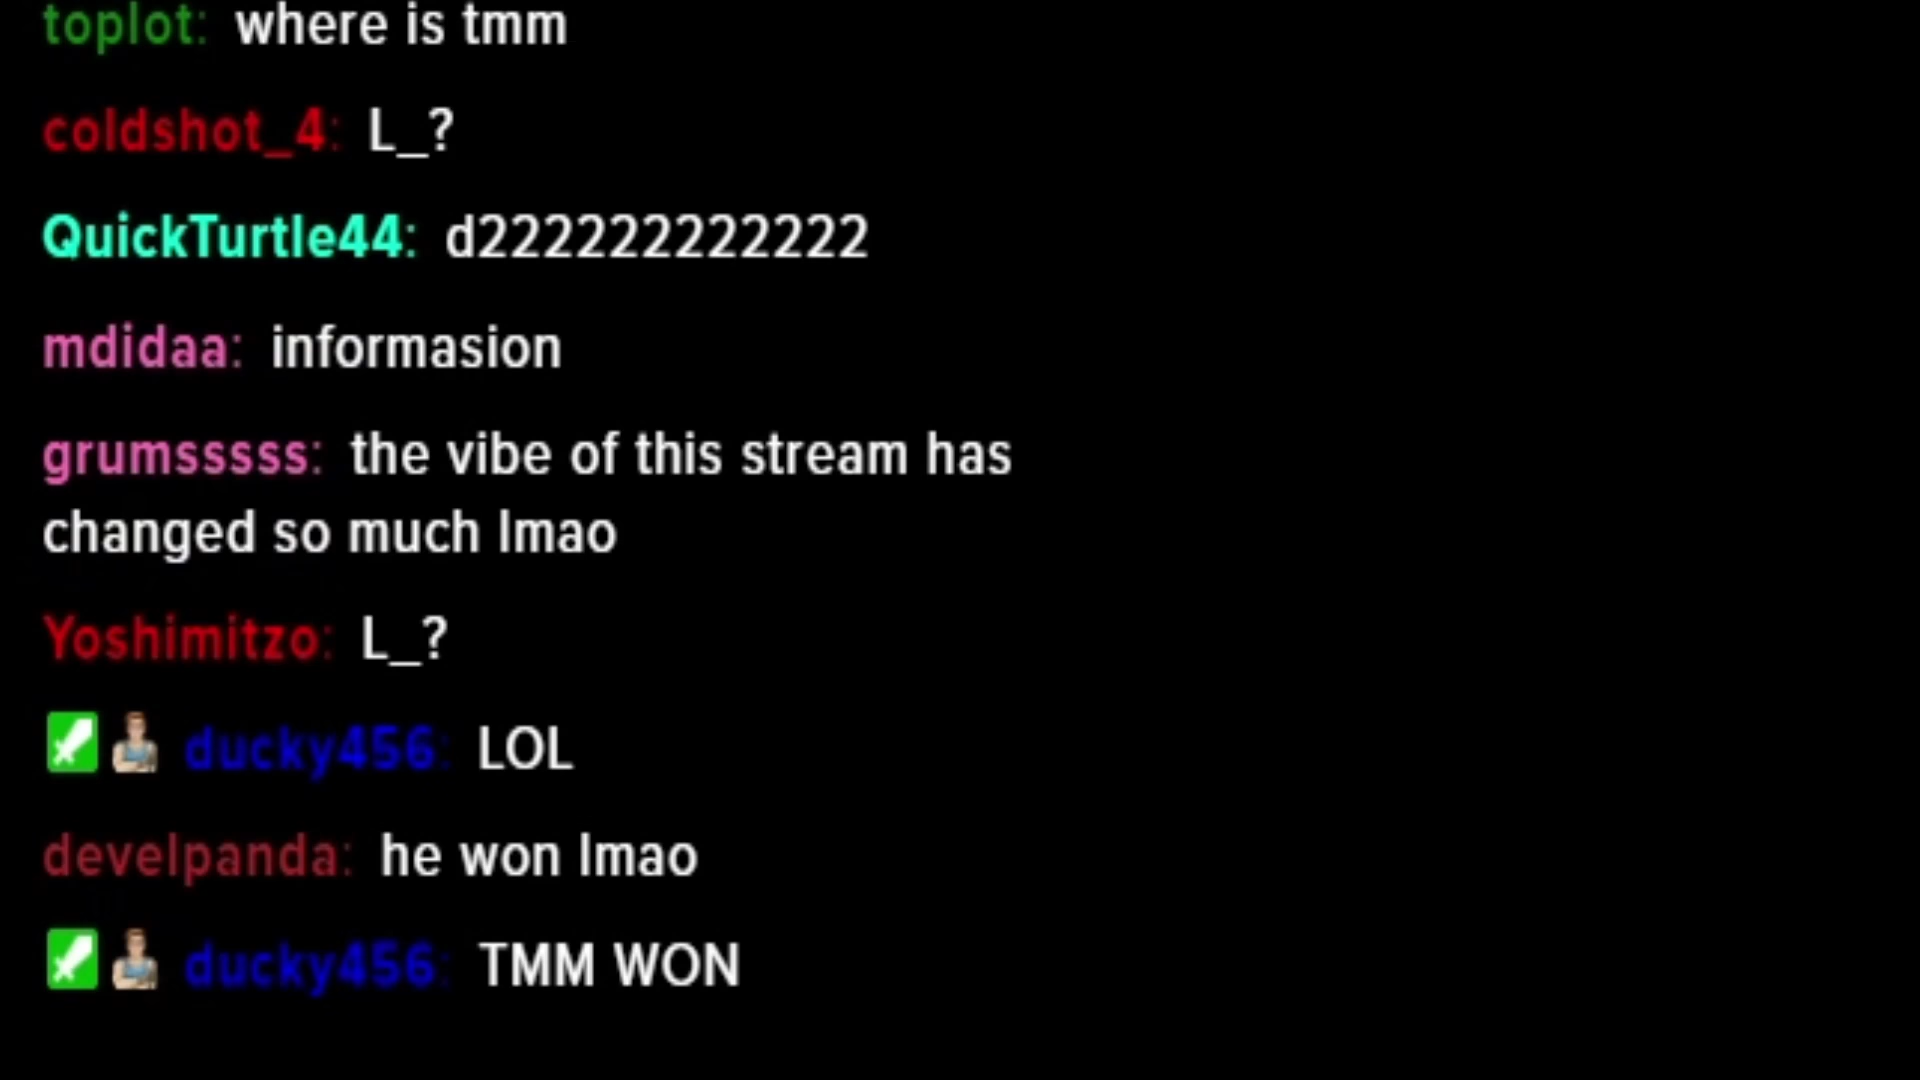 toplot: where is tmm
coldshot_4: L_?
QuickTurtle44: d222222222222
mdidaa: informasion
grumsssss: the vibe of this stream has
changed so much lmao
Yoshimitzo: L_?
ducky456: LOL
develpanda: he won lmao
ducky456: TMM WON